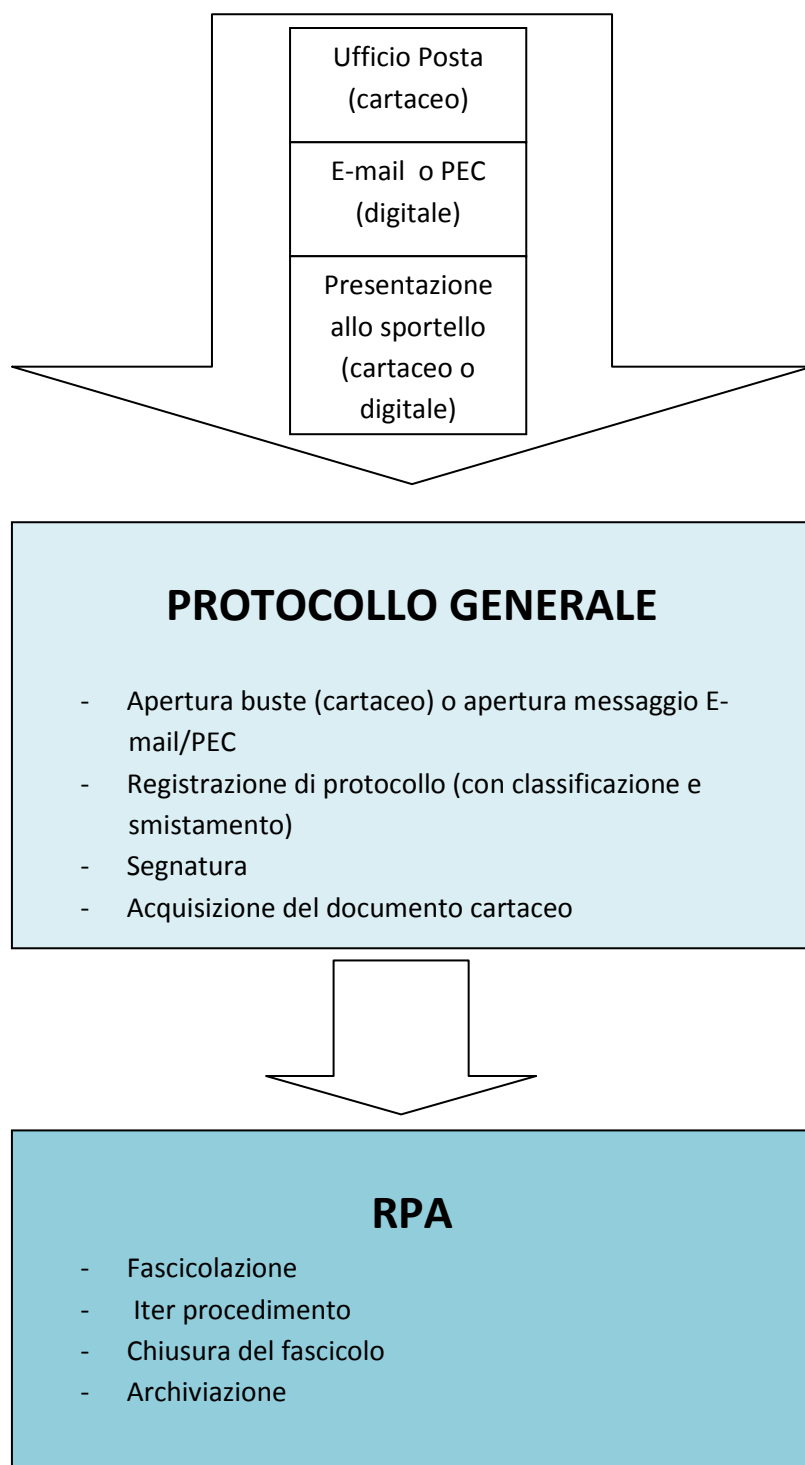 Ufficio Posta
(cartaceo)
E-mail o PEC
(digitale)
Presentazione
allo sportello
(cartaceo o
digitale)
PROTOCOLLO GENERALE
- Apertura buste (cartaceo) o apertura messaggio E-
mail/PEC
- Registrazione di protocollo (con classificazione e
smistamento)
- Segnatura
- Acquisizione del documento cartaceo
RPA
- Fascicolazione
- Iter procedimento
- Chiusura del fascicolo
- Archiviazione